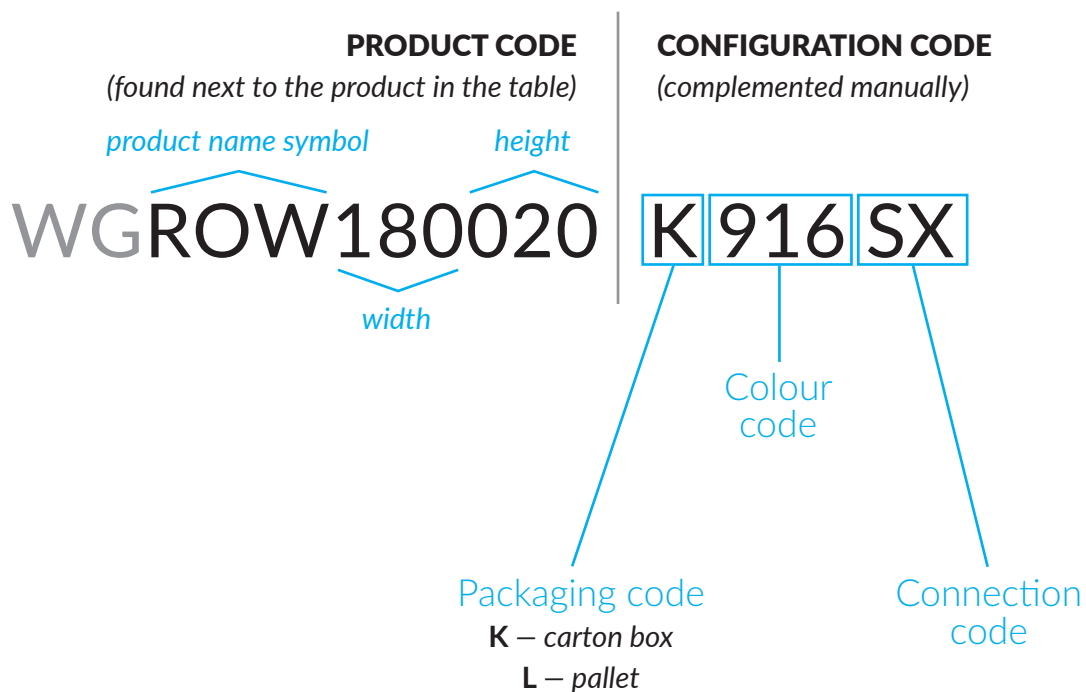 PRODUCT CODE
(found next to the product in the table)
product name symbol
height
WGROW180020
width
CONFIGURATION CODE
(complemented manually)
K 916 SX
Colour
code
Packaging code
K – carton box
L – pallet
Connection
code